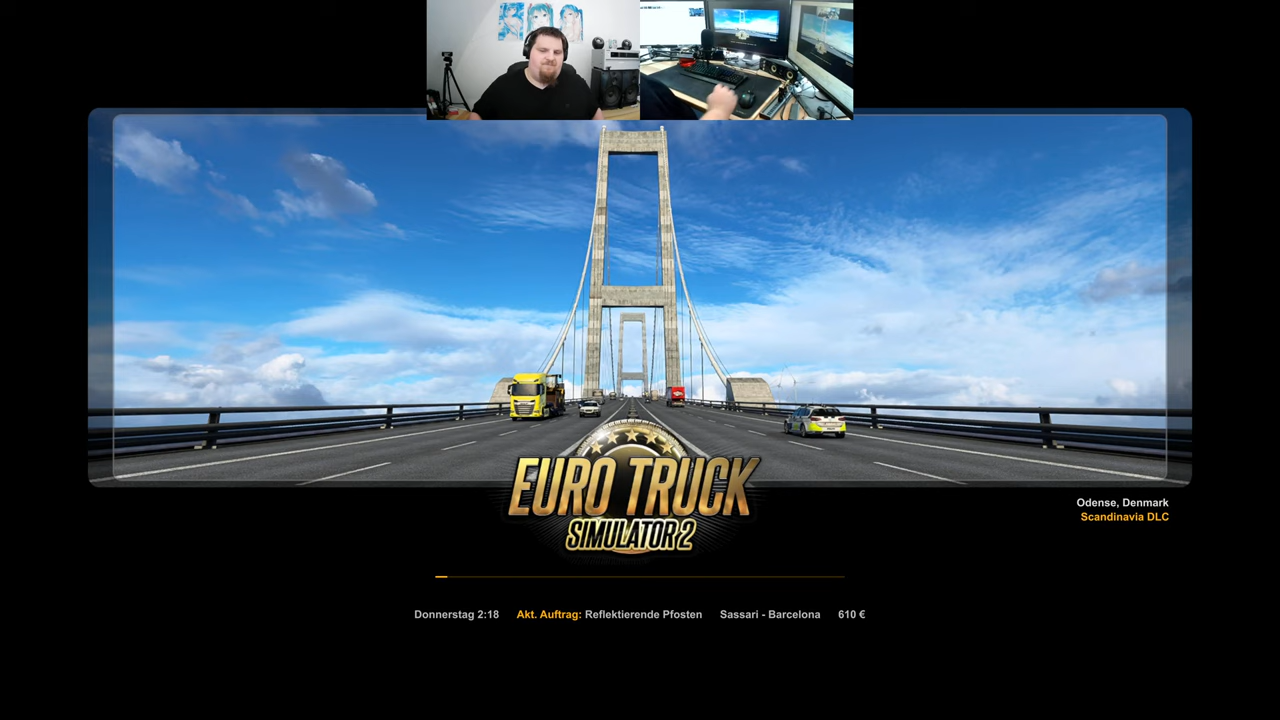 EURO TRUCK
SIMULATOR 2
Odense, Denmark
Scandinavia DLC
Donnerstag 2:18 Akt. Auftrag: Reflektierende Pfosten Sassari - Barcelona 610 €